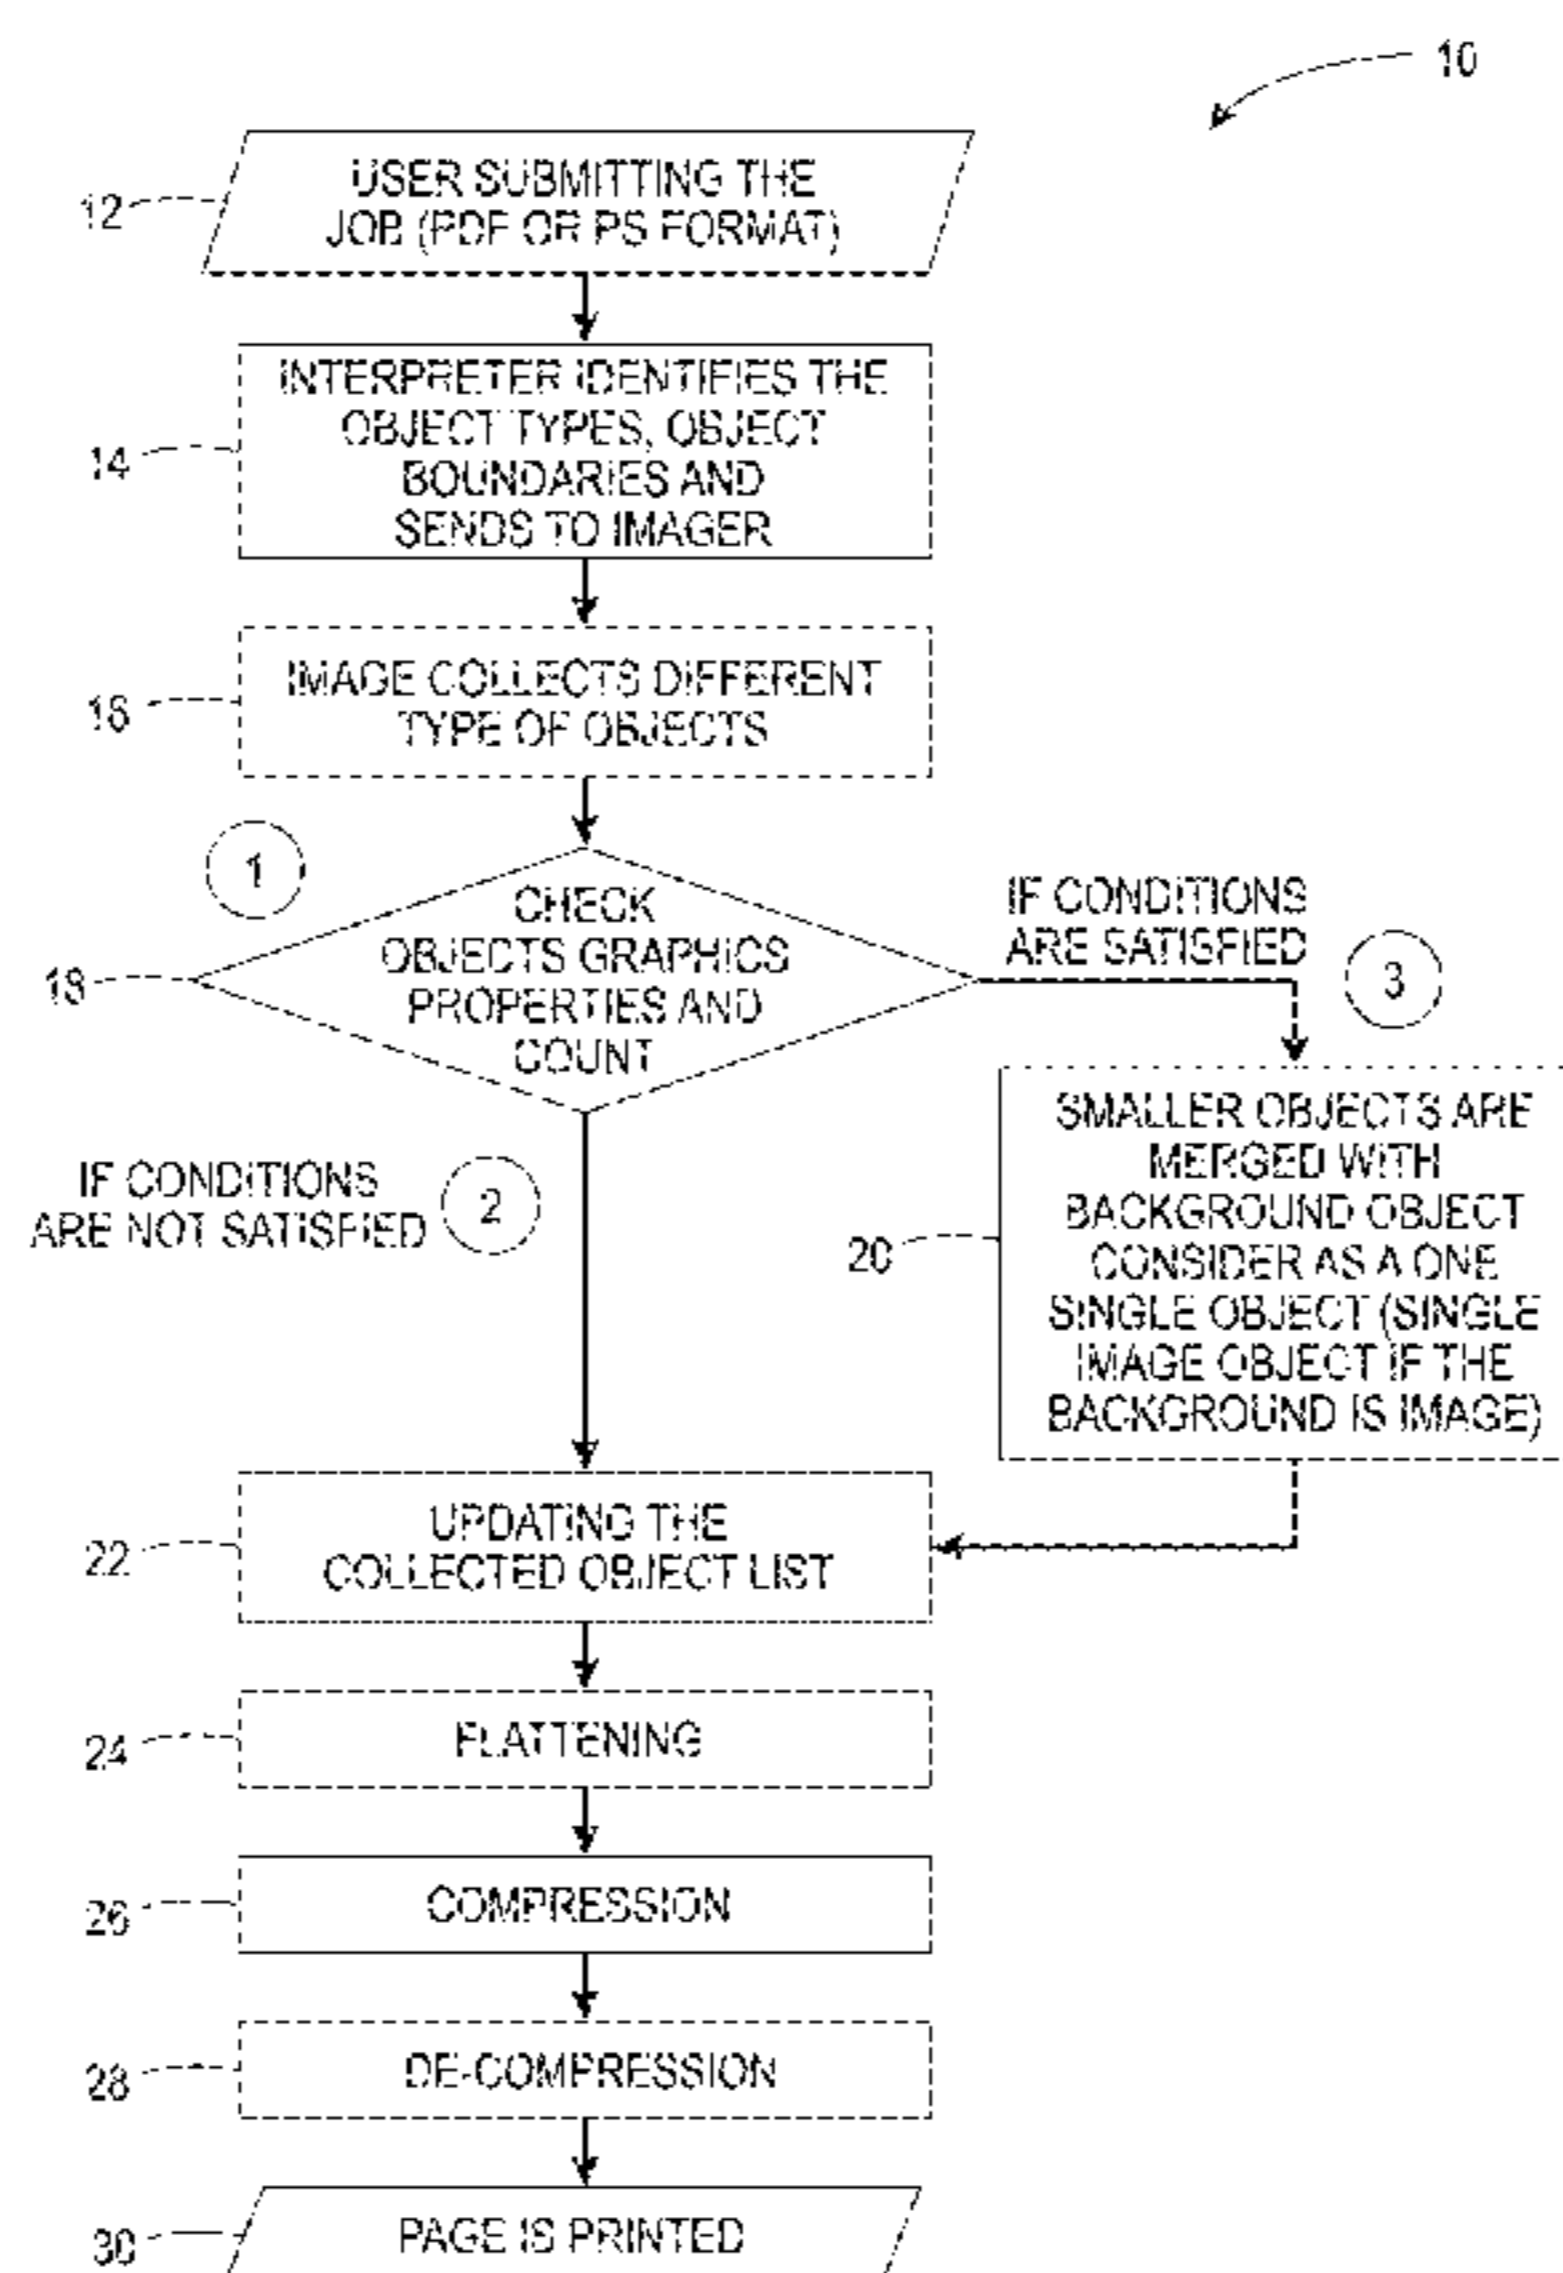 10
12
USER SUBMITTING THE
JOB (PDF OR PS FORMAT)
14
INTERPRETER IDENTIFIES THE
OBJECT TYPES, OBJECT
BOUNDARIES AND
SENDS TO IMAGER
16
IMAGE COLLECTS DIFFERENT
TYPE OF OBJECTS
1
18
CHECK
OBJECTS GRAPHICS
PROPERTIES AND
COUNT
IF CONDITIONS
ARE SATISFIED
3
IF CONDITIONS
ARE NOT SATISFIED
2
20
SMALLER OBJECTS ARE
MERGED WITH
BACKGROUND OBJECT
CONSIDER AS A ONE
SINGLE OBJECT (SINGLE
IMAGE OBJECT IF THE
BACKGROUND IS IMAGE)
22
UPDATING THE
COLLECTED OBJECT LIST
24
FLATTENING
26
COMPRESSION
28
DE-COMPRESSION
30
PAGE IS PRINTED